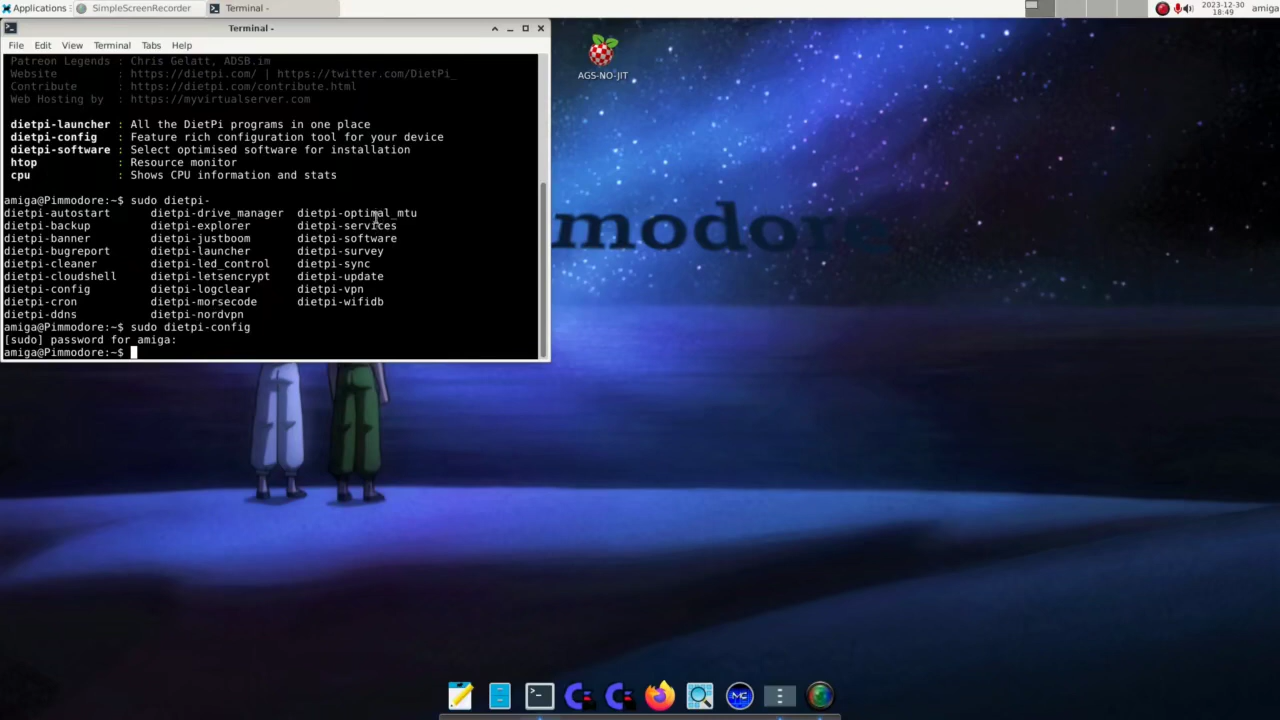 Applications
SimpleScreenRecorder
Terminal -
2023-12-30
18:49
amiga
Terminal -
File Edit View Terminal Tabs Help
Patreon Legends : Chris Gelatt, ADSB.im
Website : https://dietpi.com/ | https://twitter.com/DietPi_
Contribute : https://dietpi.com/contribute.html
Web Hosting by : https://myvirtualserver.com
dietpi-launcher : All the DietPi programs in one place
dietpi-config : Feature rich configuration tool for your device
dietpi-software : Select optimised software for installation
htop : Resource monitor
cpu : Shows CPU information and stats
amiga@Pimmodore:~$ sudo dietpi-
dietpi-autostart dietpi-drive_manager dietpi-optimal_mtu
dietpi-backup dietpi-explorer dietpi-services
dietpi-banner dietpi-justboom dietpi-software
dietpi-bugreport dietpi-launcher dietpi-survey
dietpi-cleaner dietpi-led_control dietpi-sync
dietpi-cloudshell dietpi-letsencrypt dietpi-update
dietpi-config dietpi-logclear dietpi-vpn
dietpi-cron dietpi-morsecode dietpi-wifidb
dietpi-ddns dietpi-nordvpn
amiga@Pimmodore:~$ sudo dietpi-config
[sudo] password for amiga:
amiga@Pimmodore:~$
AGS-NO-JIT
modore
MC